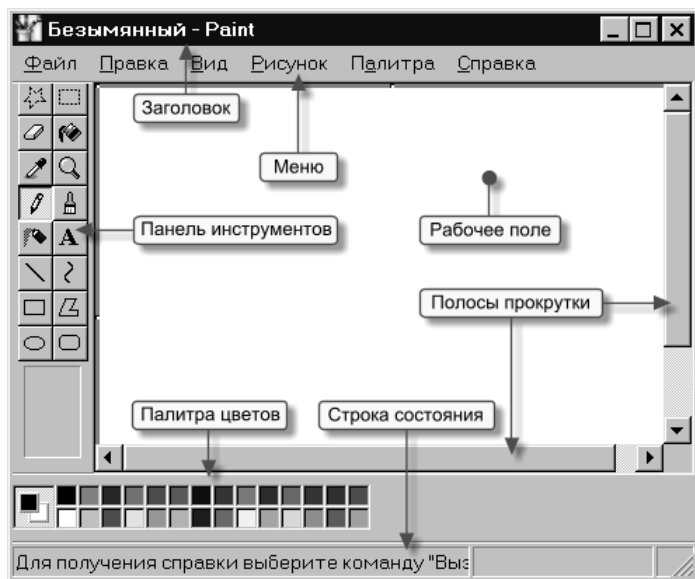 Безымянный - Paint
Файл Правка Вид Рисунок Палитра Справка
Заголовок
Меню
Панель инструментов
A
Рабочее поле
Полосы прокрутки
Палитра цветов
Строка состояния
Для получения справки выберите команду "Выз